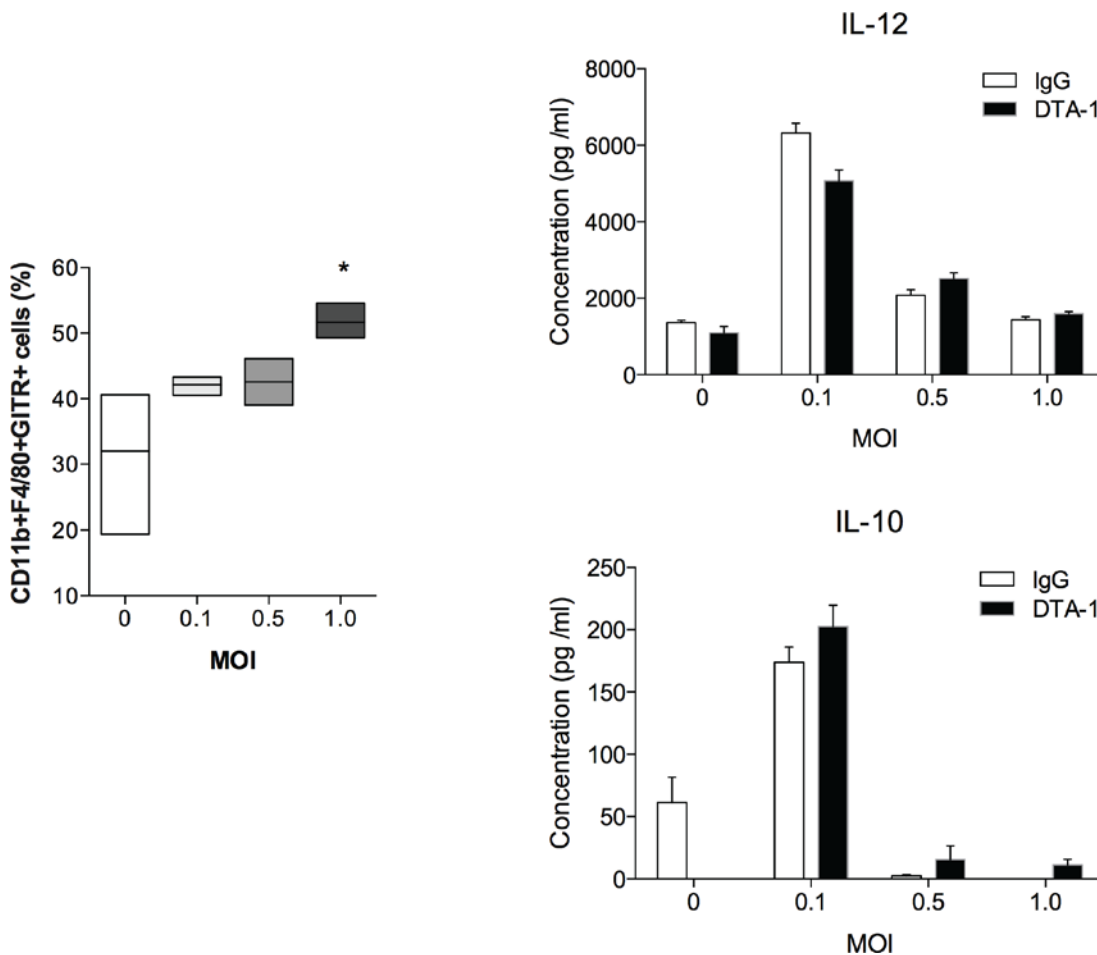 CD11b+F4/80+GITR+ cells (%)
60
50
40
30
20
10
*
0 0.1 0.5 1.0
MOI
IL-12
Concentration (pg /ml)
8000
6000
4000
2000
0
IgG
DTA-1
0 0.1 0.5 1.0
MOI
IL-10
Concentration (pg /ml)
250
200
150
100
50
0
IgG
DTA-1
0 0.1 0.5 1.0
MOI